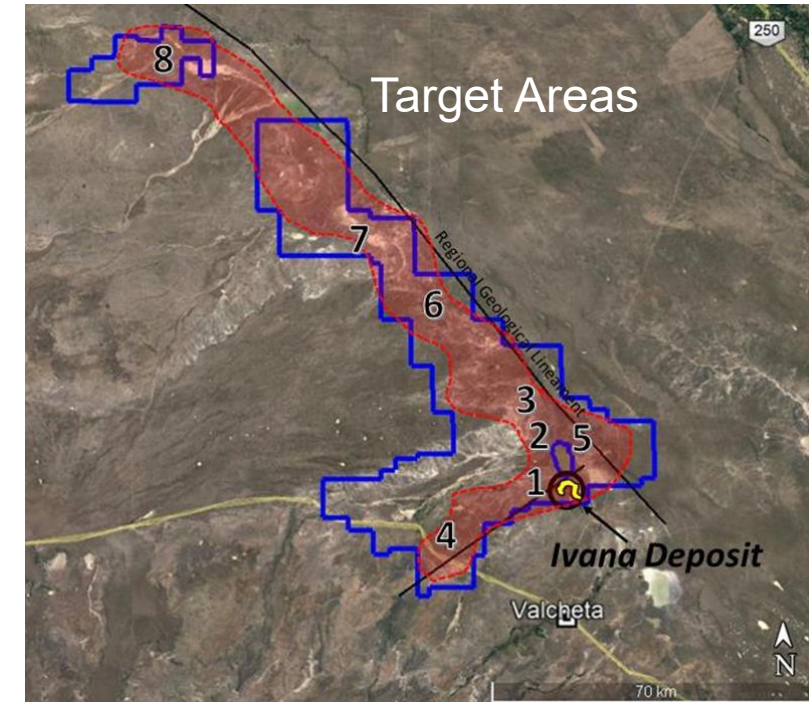 250
8
Target Areas
7
Regional Geological Lineament
6
3
2
5
1
4
Ivana Deposit
Valcheta
N
70 km